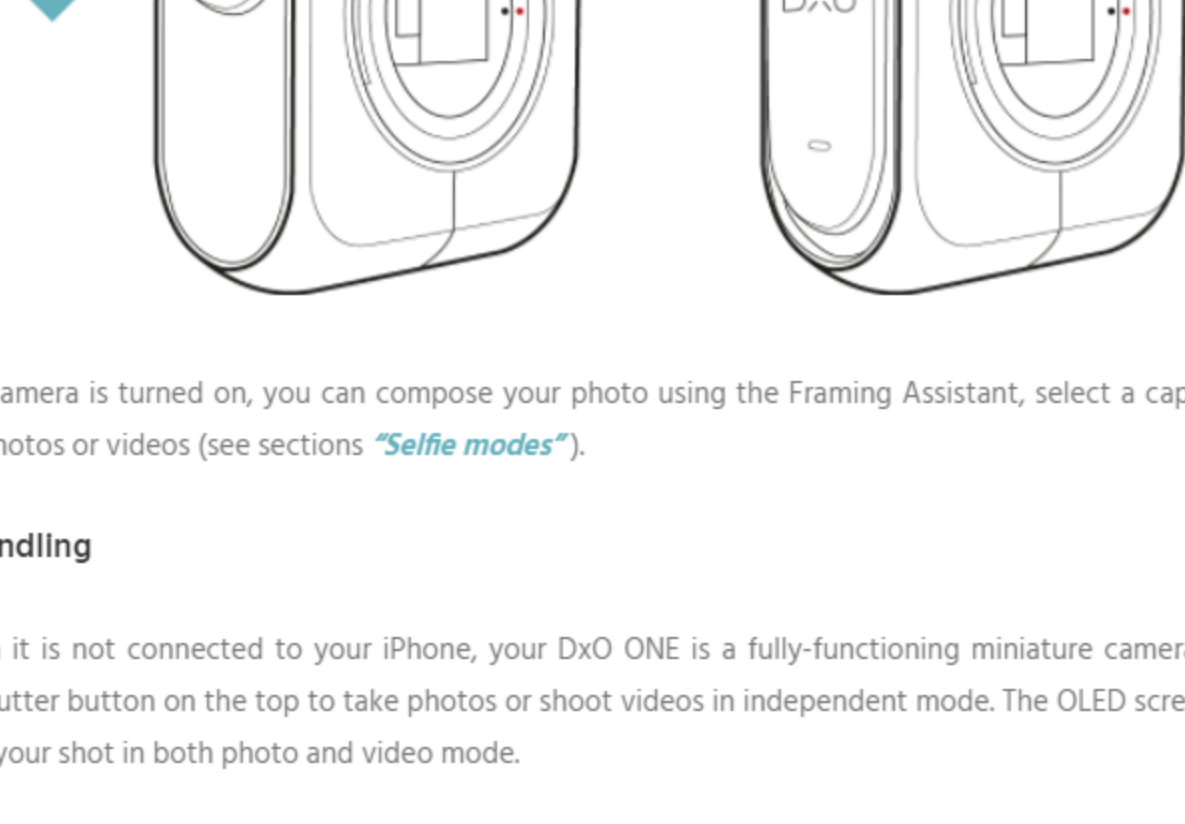 DxO
amera is turned on, you can compose your photo using the Framing Assistant, select a cap
hotos or videos (see sections “Selfie modes”).
ndling
it is not connected to your iPhone, your DxO ONE is a fully-functioning miniature camera
utter button on the top to take photos or shoot videos in independent mode. The OLED scre
your shot in both photo and video mode.